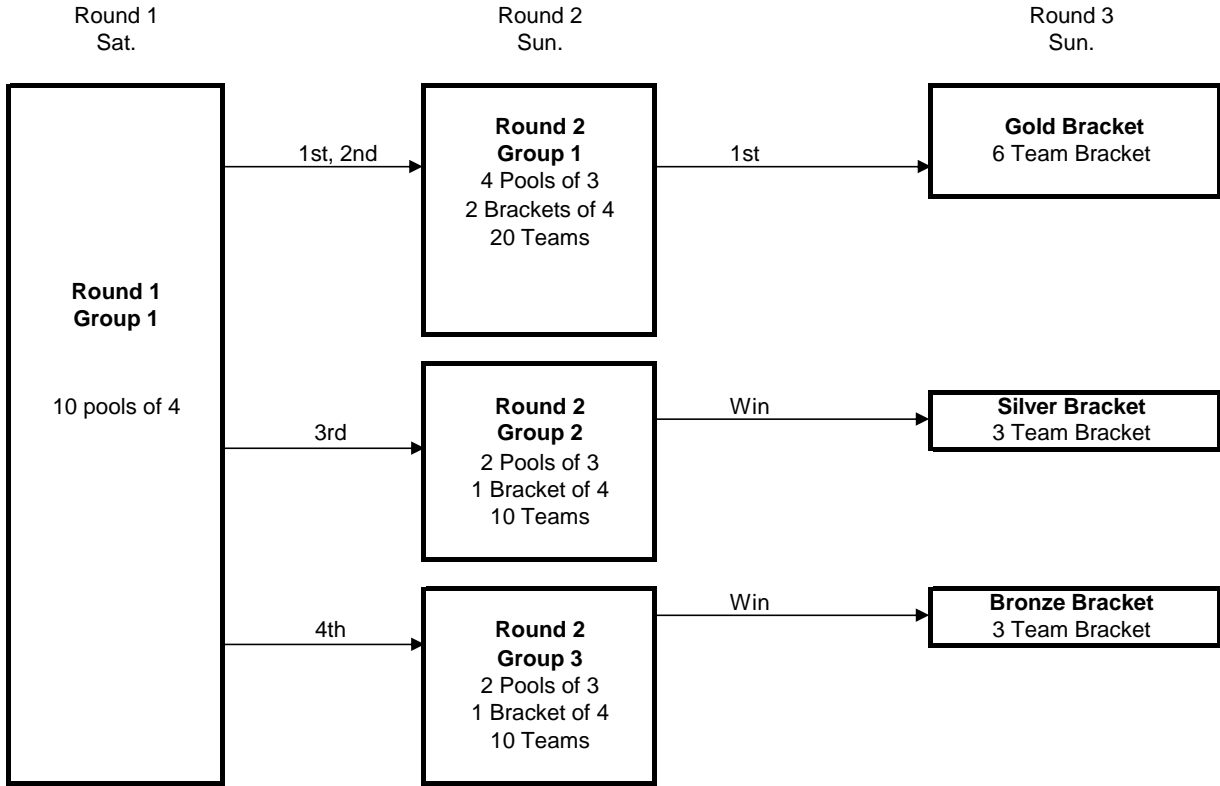 Round 1
Sat.
Round 2
Sun.
Round 3
Sun.
Round 1
Group 1
10 pools of 4
1st, 2nd
3rd
4th
Round 2
Group 1
4 Pools of 3
2 Brackets of 4
20 Teams
Round 2
Group 2
2 Pools of 3
1 Bracket of 4
10 Teams
Round 2
Group 3
2 Pools of 3
1 Bracket of 4
10 Teams
1st
Win
Win
Gold Bracket
6 Team Bracket
Silver Bracket
3 Team Bracket
Bronze Bracket
3 Team Bracket